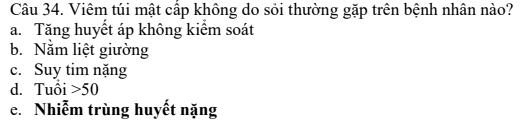 Câu 34. Viêm túi mật cấp không do sỏi thường gặp trên bệnh nhân nào?
a. Tăng huyết áp không kiểm soát
b. Nằm liệt giường
c. Suy tim nặng
d. Tuổi >50
e. Nhiễm trùng huyết nặng